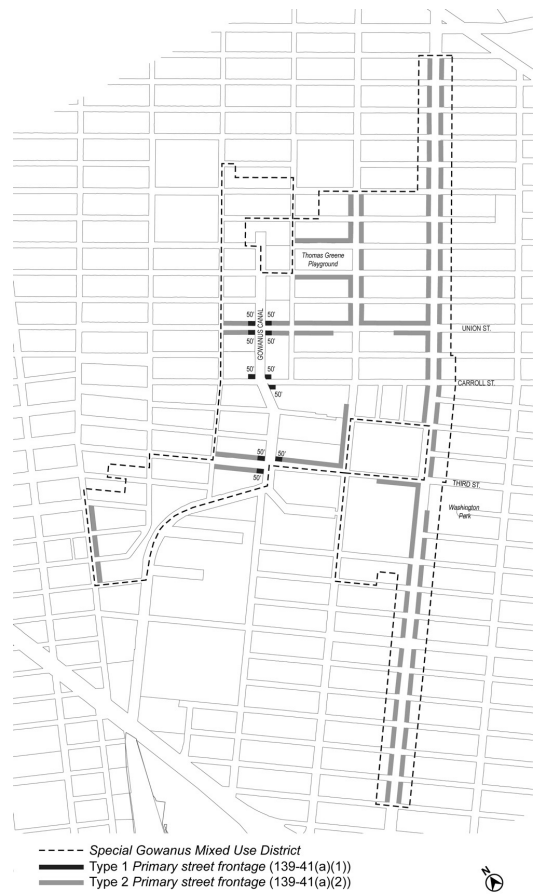 Thomas Greene
Playground
50' 50'
UNION ST.
50' 50'
GOWANUS CANAL
50' 50'
CARROLL ST.
50'
50' 50'
50'
THIRD ST.
Washington
Park
Special Gowanus Mixed Use District
Type 1 Primary street frontage (139-41(a)(1))
Type 2 Primary street frontage (139-41(a)(2))
N